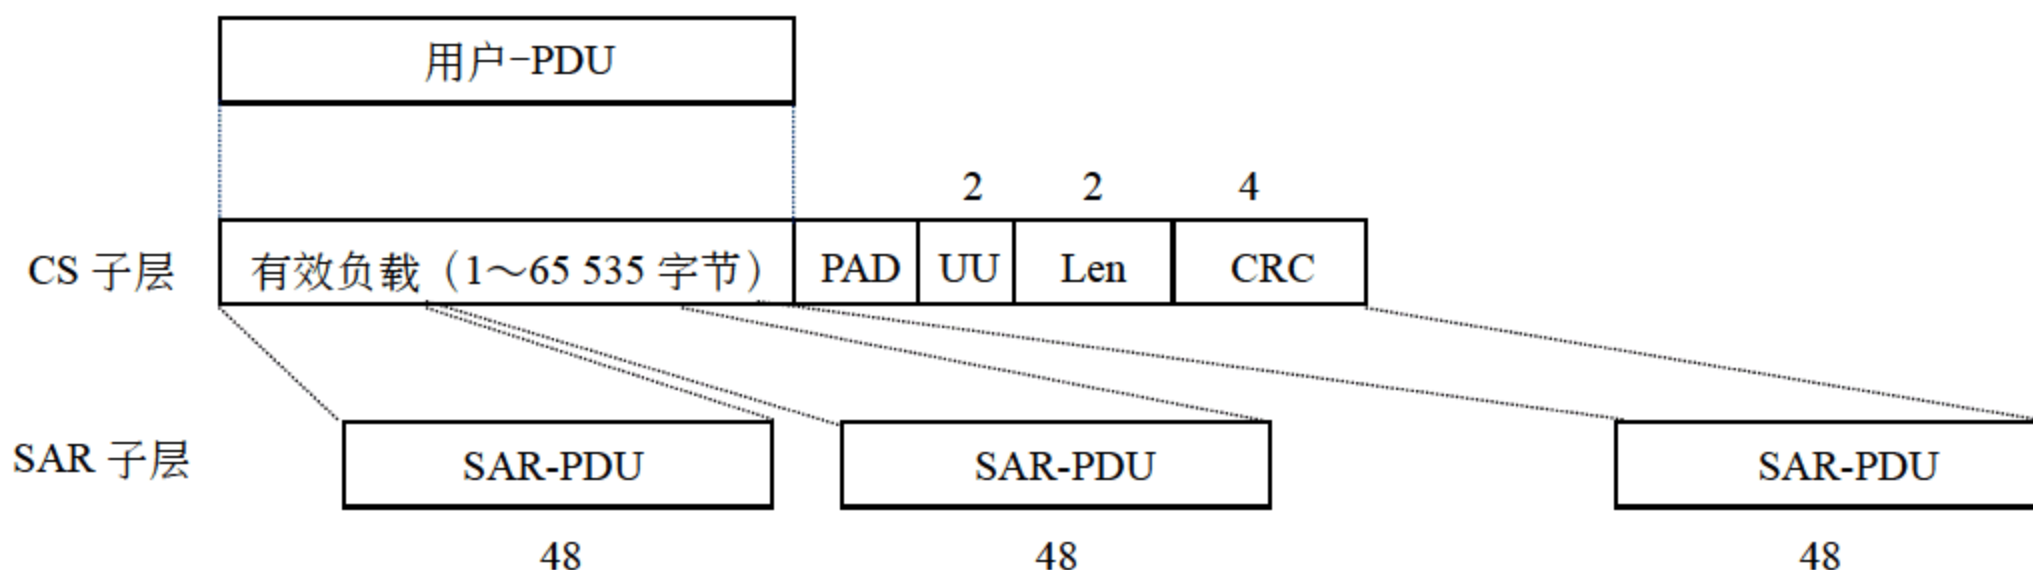 用户-PDU
2 2 4
CS 子层 有效负载（1～65 535 字节） PAD UU Len CRC
SAR 子层 SAR-PDU SAR-PDU SAR-PDU
48 48 48